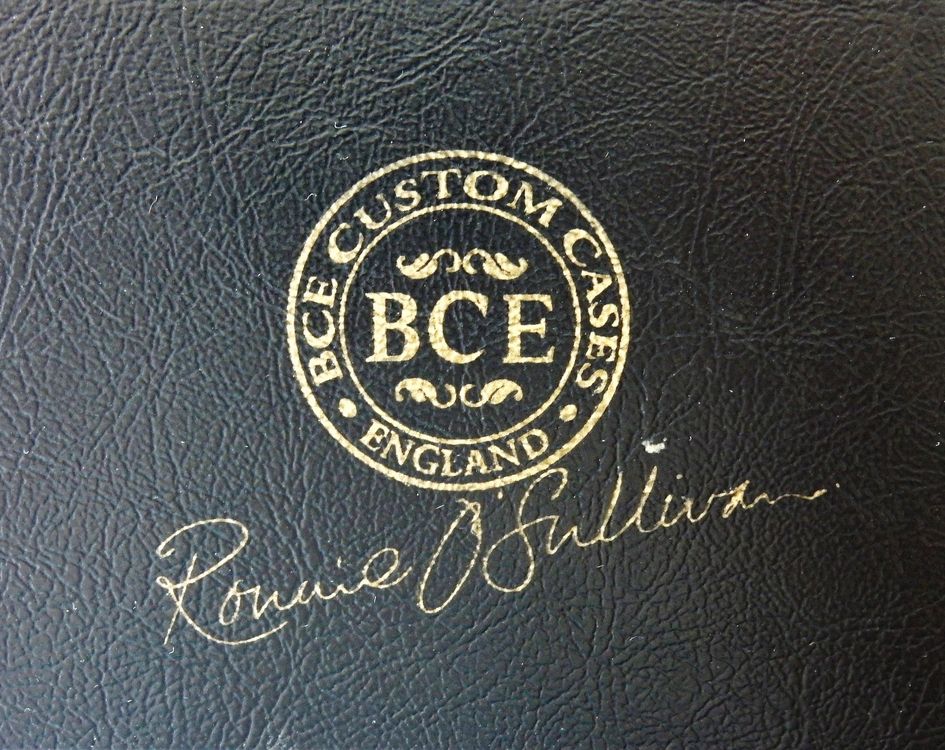 BCE CUSTOM CASES
BCE
• ENGLAND •
Ronnie O'Sullivan